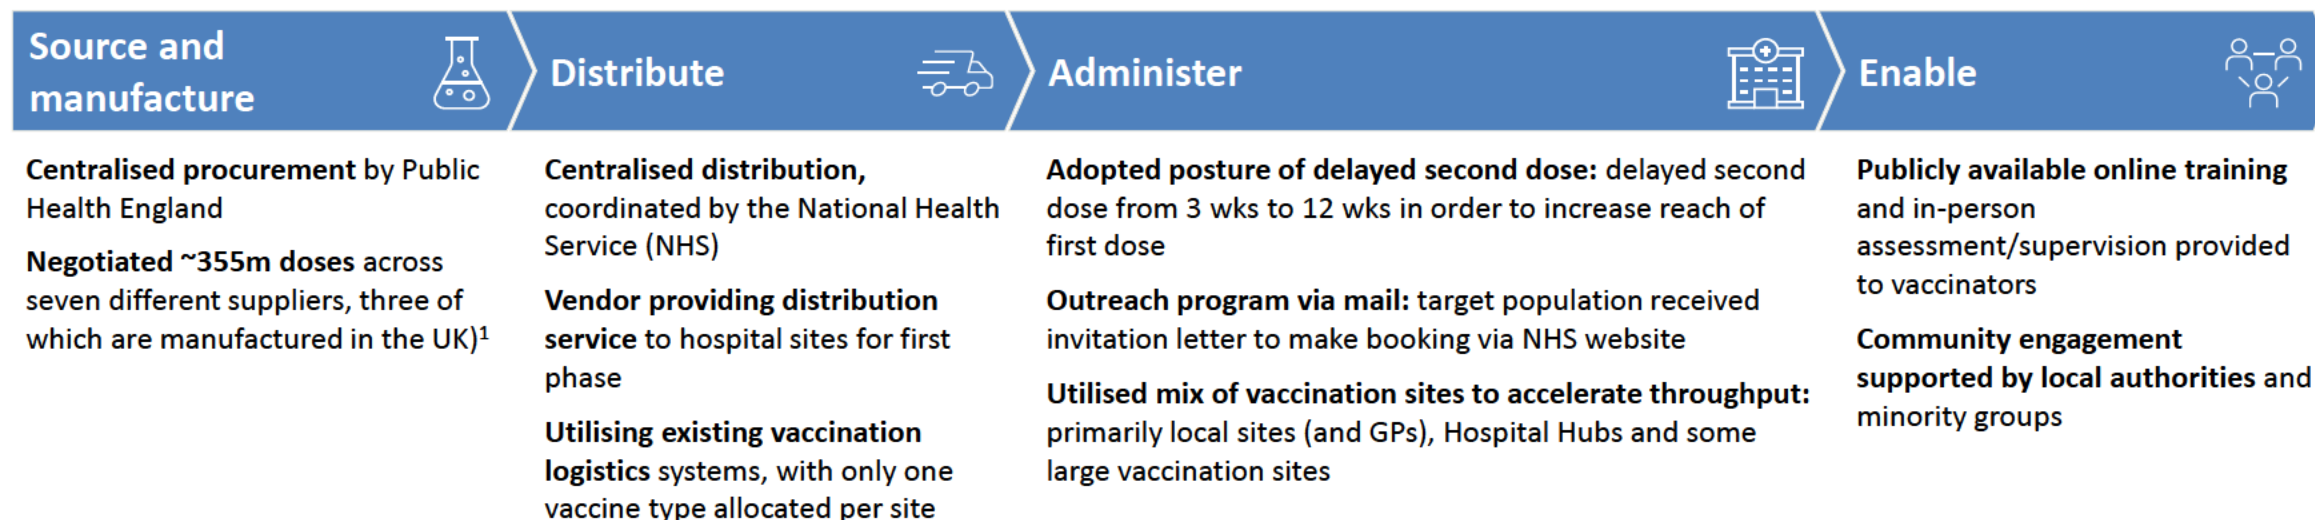 Source and
manufacture
Distribute
Administer
Enable
Centralised procurement by Public
Health England
Negotiated ~355m doses across
seven different suppliers, three of
which are manufactured in the UK)¹
Centralised distribution,
coordinated by the National Health
Service (NHS)
Vendor providing distribution
service to hospital sites for first
phase
Utilising existing vaccination
logistics systems, with only one
vaccine type allocated per site
Adopted posture of delayed second dose: delayed second
dose from 3 wks to 12 wks in order to increase reach of
first dose
Outreach program via mail: target population received
invitation letter to make booking via NHS website
Utilised mix of vaccination sites to accelerate throughput:
primarily local sites (and GPs), Hospital Hubs and some
large vaccination sites
Publicly available online training
and in-person
assessment/supervision provided
to vaccinators
Community engagement
supported by local authorities and
minority groups